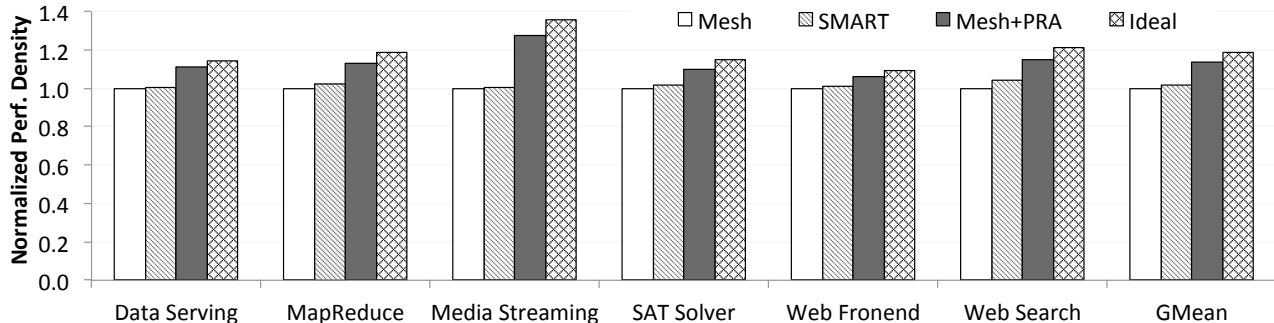 Normalized Perf. Density
1.4
1.2
1.0
0.8
0.6
0.4
0.2
0.0
Mesh SMART Mesh+PRA Ideal
Data Serving MapReduce Media Streaming SAT Solver Web Fronend Web Search GMean